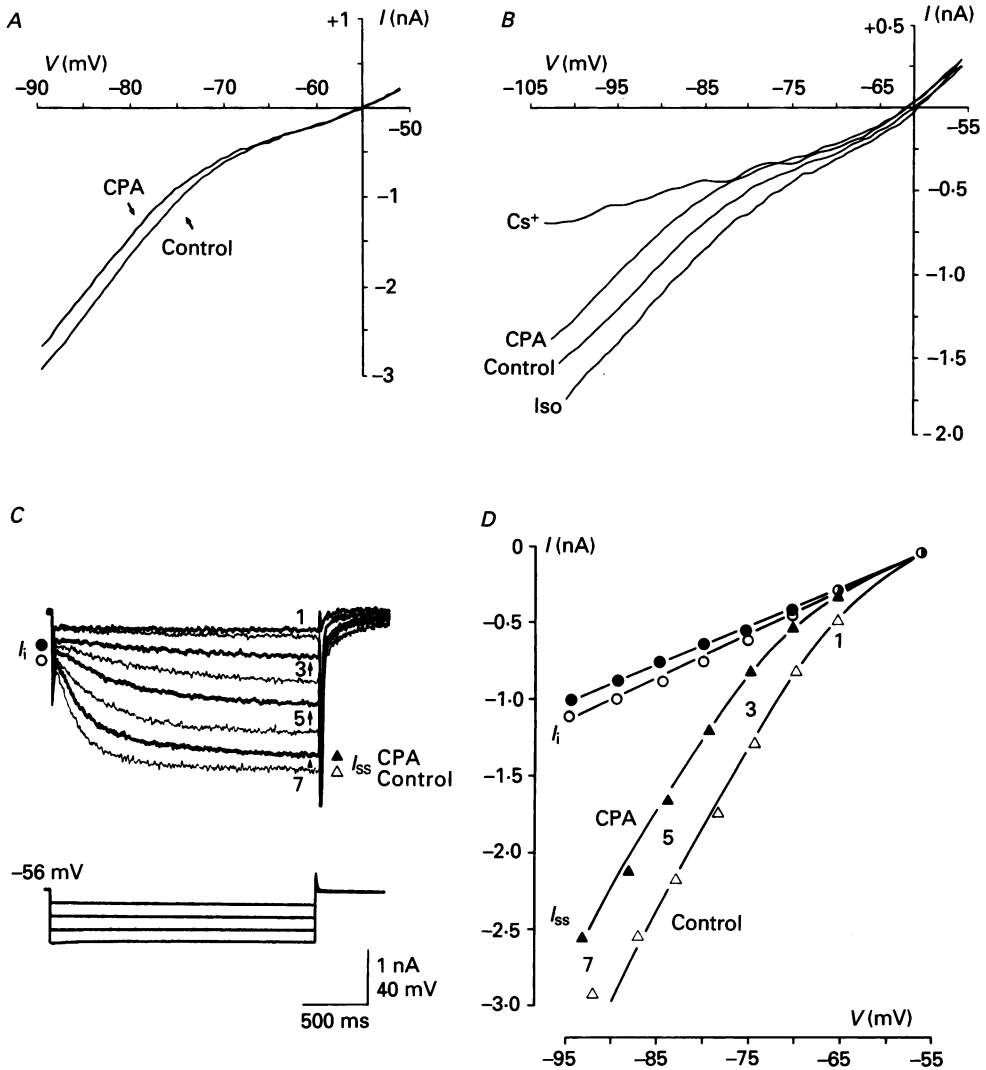 A
+1
I (nA)
V (mV)
−90
−80
−70
−60
−50
CPA
Control
−1
−2
−3
B
+0·5
I (nA)
V (mV)
−105
−95
−85
−75
−65
−55
Cs⁺
CPA
Control
Iso
−0·5
−1·0
−1·5
−2·0
C
Ii
1
3
5
7
Iss CPA
Control
−56 mV
1 nA
40 mV
500 ms
D
0
I (nA)
−0·5
−1·0
−1·5
−2·0
−2·5
−3·0
Ii
1
3
5
7
CPA
Iss
Control
V (mV)
−95
−85
−75
−65
−55